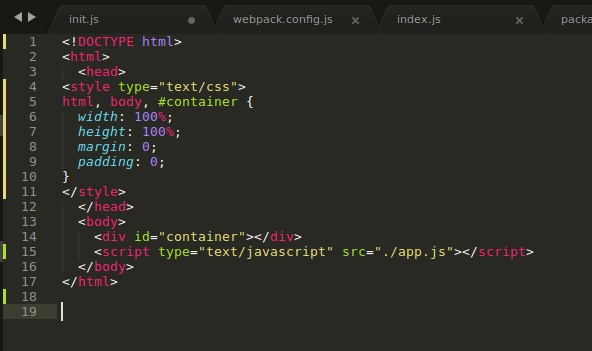 init.js webpack.config.js index.js packa
1 <!DOCTYPE html>
2 <html>
3   <head>
4 <style type="text/css">
5 html, body, #container {
6   width: 100%;
7   height: 100%;
8   margin: 0;
9   padding: 0;
10 }
11 </style>
12   </head>
13   <body>
14     <div id="container"></div>
15     <script type="text/javascript" src="./app.js"></script>
16   </body>
17 </html>
18
19